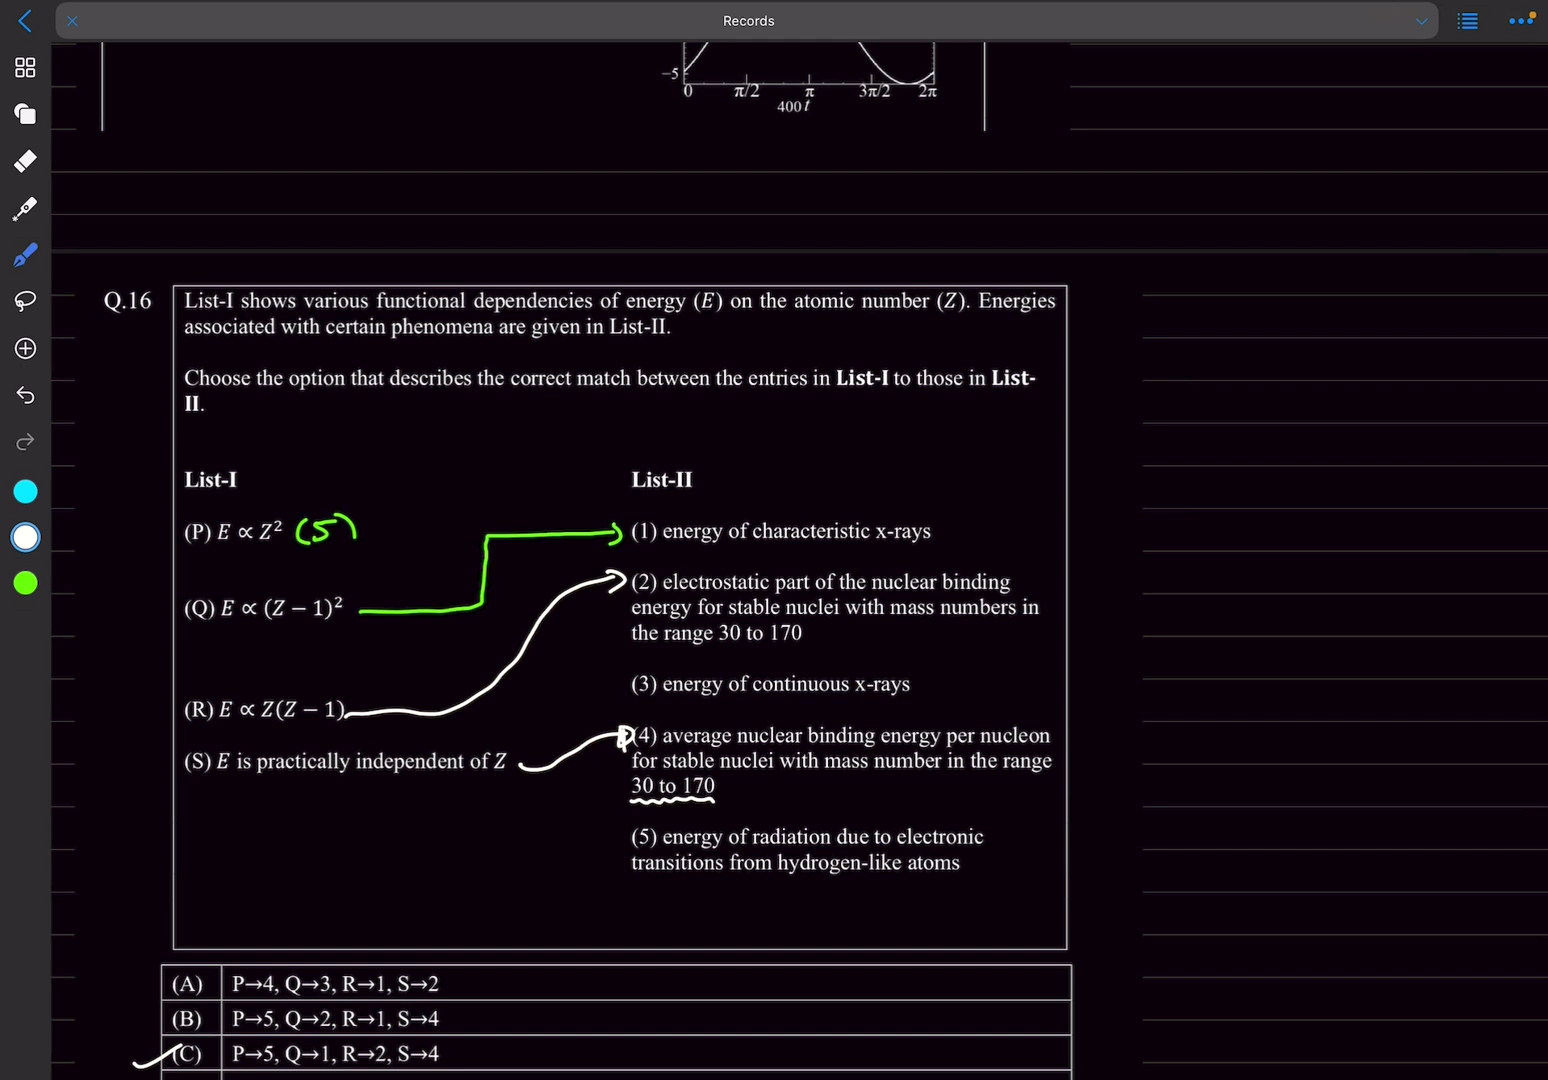 Records
−5
0 π/2 π 3π/2 2π
400t
Q.16
List-I shows various functional dependencies of energy (E) on the atomic number (Z). Energies
associated with certain phenomena are given in List-II.
Choose the option that describes the correct match between the entries in List-I to those in List-
II.
List-I
List-II
(P) E ∝ Z² (5)
(1) energy of characteristic x-rays
(Q) E ∝ (Z − 1)²
(2) electrostatic part of the nuclear binding
energy for stable nuclei with mass numbers in
the range 30 to 170
(3) energy of continuous x-rays
(R) E ∝ Z(Z − 1)
(S) E is practically independent of Z
(4) average nuclear binding energy per nucleon
for stable nuclei with mass number in the range
30 to 170
(5) energy of radiation due to electronic
transitions from hydrogen-like atoms
(A) P→4, Q→3, R→1, S→2
(B) P→5, Q→2, R→1, S→4
(C) P→5, Q→1, R→2, S→4